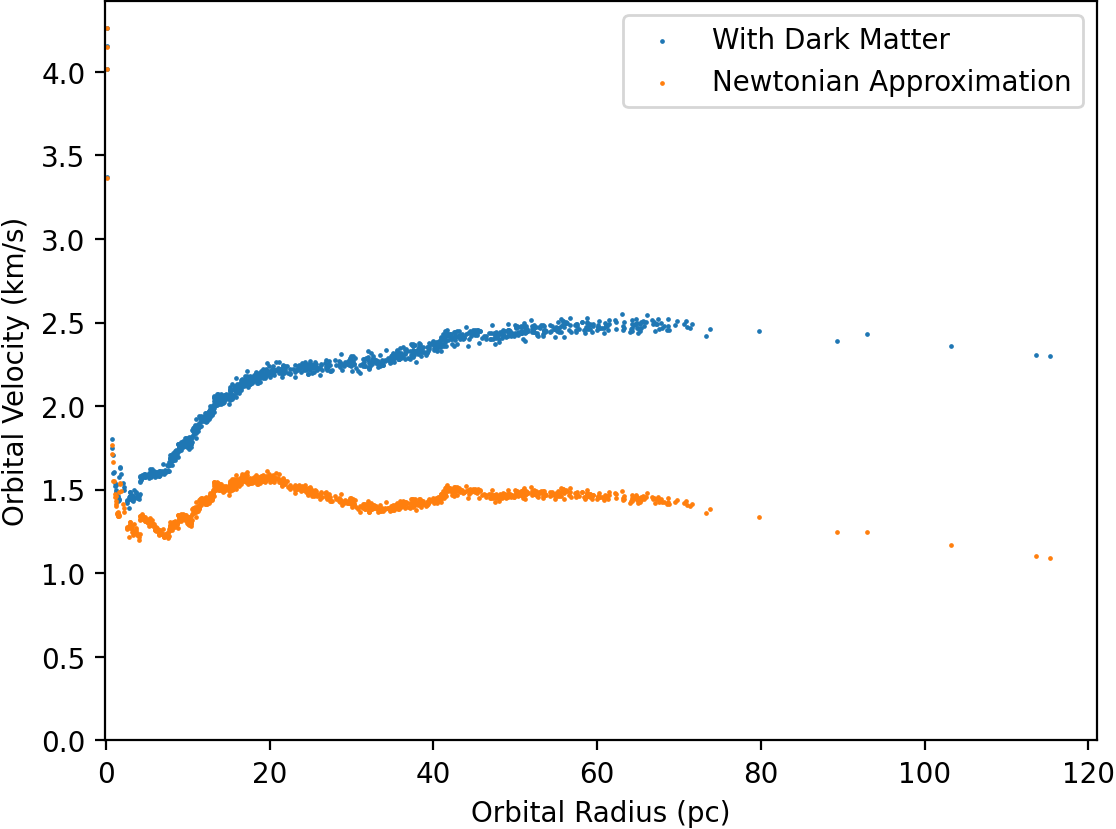 With Dark Matter
Newtonian Approximation
Orbital Velocity (km/s)
4.0
3.5
3.0
2.5
2.0
1.5
1.0
0.5
0.0
0 20 40 60 80 100 120
Orbital Radius (pc)